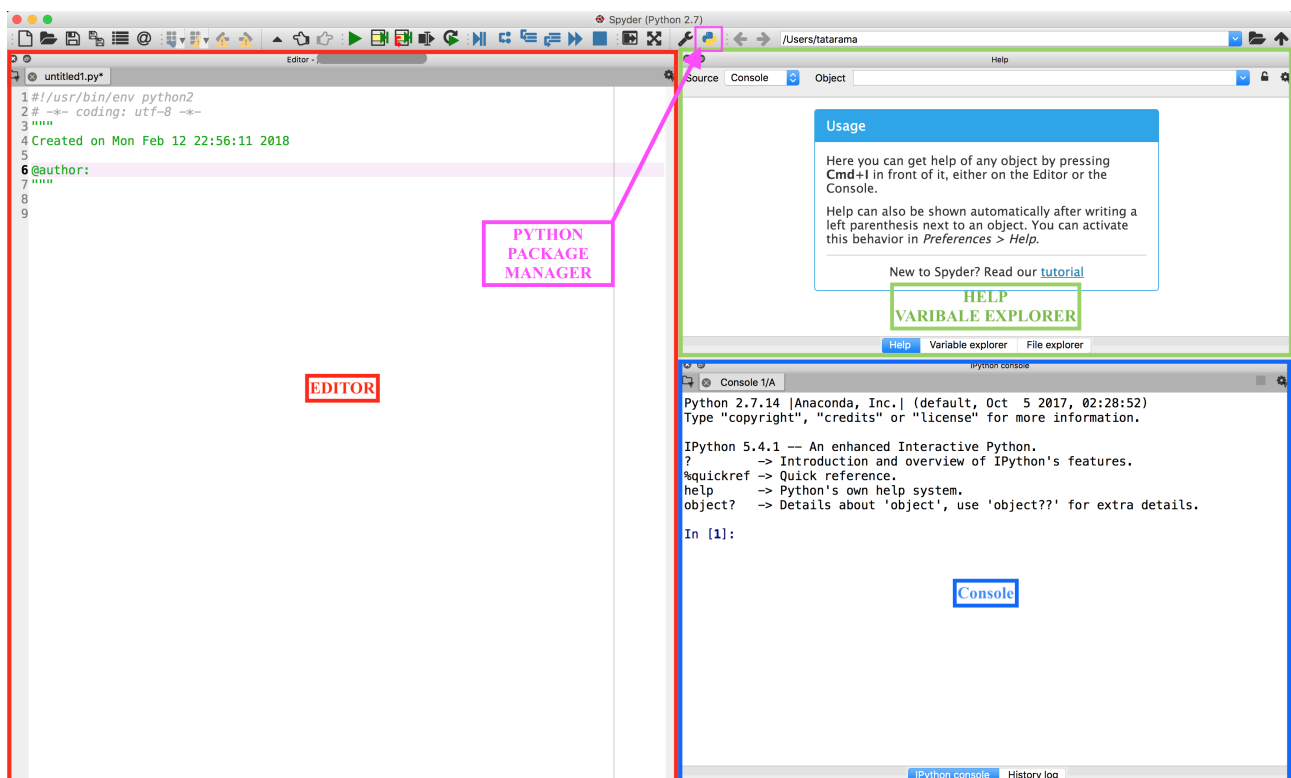 Spyder (Python 2.7)
/Users/tatarama
Editor -
untitled1.py*
1 #!/usr/bin/env python2
2 # -*- coding: utf-8 -*-
3 """
4 Created on Mon Feb 12 22:56:11 2018
5
6 @author:
7 """
8
9
PYTHON
PACKAGE
MANAGER
EDITOR
Help
Source Console Object
Usage
Here you can get help of any object by pressing
Cmd+I in front of it, either on the Editor or the
Console.
Help can also be shown automatically after writing a
left parenthesis next to an object. You can activate
this behavior in Preferences > Help.
New to Spyder? Read our tutorial
HELP
VARIBALE EXPLORER
Help Variable explorer File explorer
IPython console
Console 1/A
Python 2.7.14 |Anaconda, Inc.| (default, Oct  5 2017, 02:28:52)
Type "copyright", "credits" or "license" for more information.
IPython 5.4.1 -- An enhanced Interactive Python.
?         -> Introduction and overview of IPython's features.
%quickref -> Quick reference.
help      -> Python's own help system.
object?   -> Details about 'object', use 'object??' for extra details.
In [1]:
Console
IPython console History log